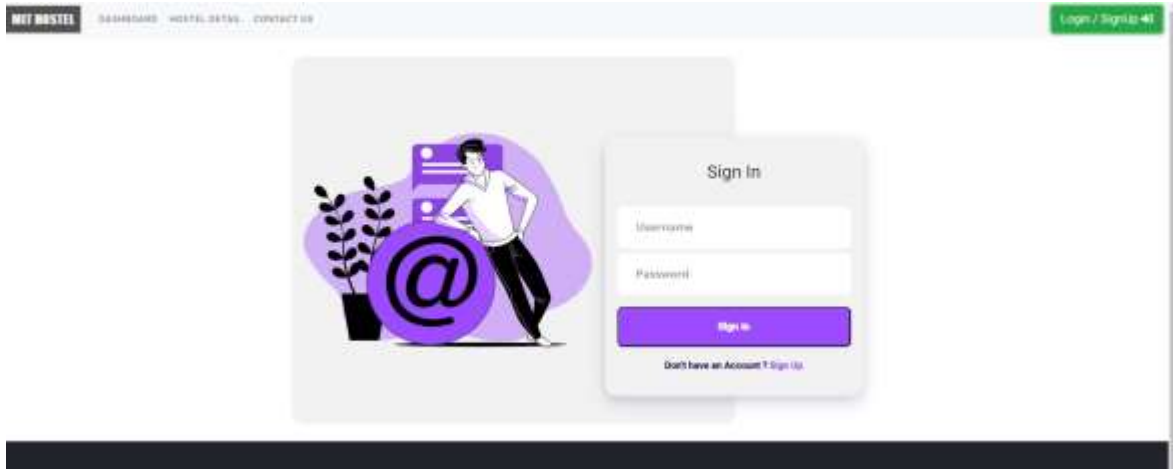 MIT HOSTEL DASHBOARD HOSTEL DETAIL CONTACT US Login / SignUp
@
Sign In
Username
Password
Sign In
Don't have an Account ? Sign Up